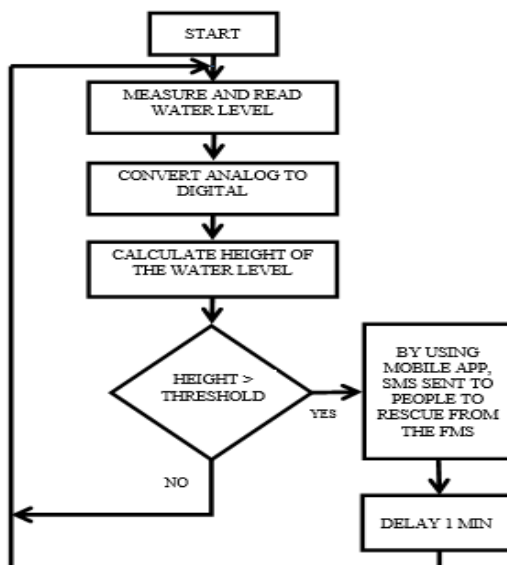 START
MEASURE AND READ
WATER LEVEL
CONVERT ANALOG TO
DIGITAL
CALCULATE HEIGHT OF
THE WATER LEVEL
HEIGHT >
THRESHOLD
YES
NO
BY USING
MOBILE APP,
SMS SENT TO
PEOPLE TO
RESCUE FROM
THE FMS
DELAY 1 MIN